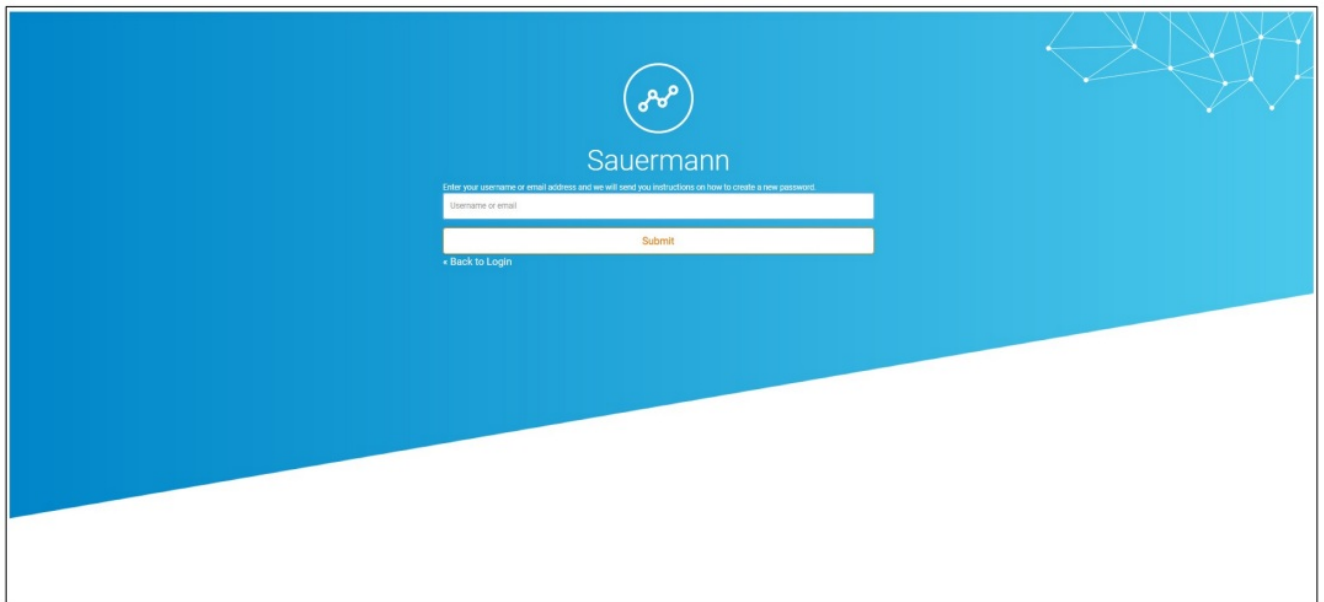 Sauermann
Enter your username or email address and we will send you instructions on how to create a new password.
Username or email
Submit
« Back to Login